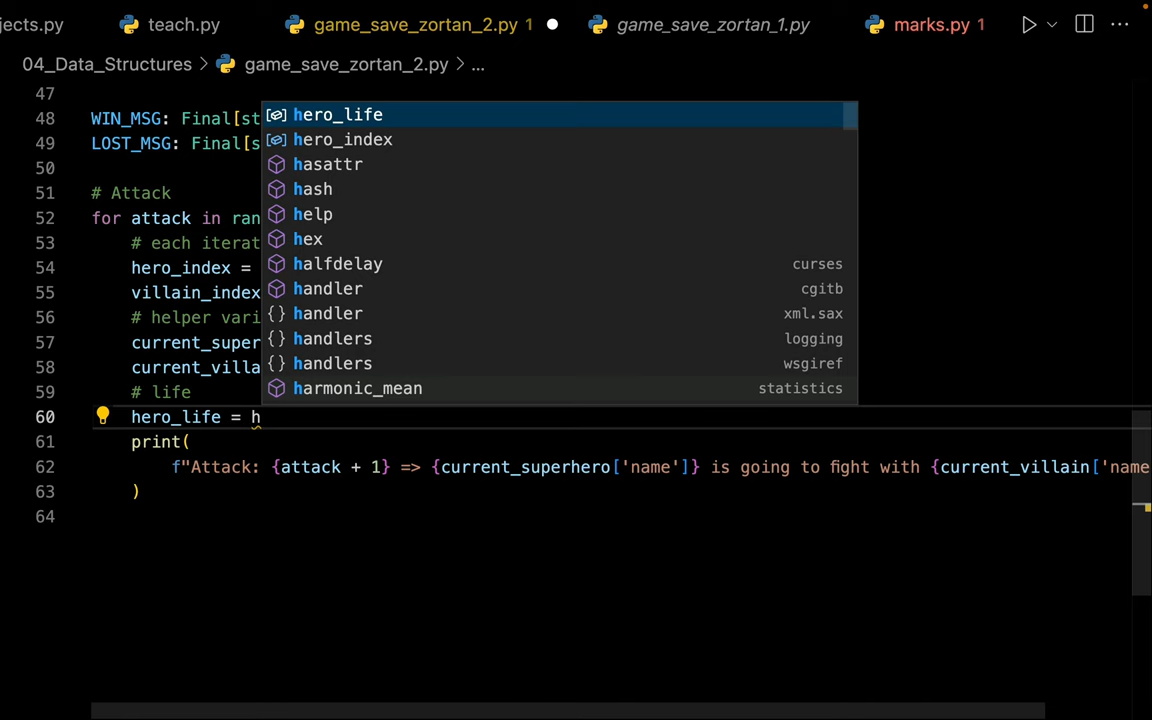 jects.py teach.py game_save_zortan_2.py 1 game_save_zortan_1.py marks.py 1
04_Data_Structures > game_save_zortan_2.py > ...
47
48 WIN_MSG: Final[st
49 LOST_MSG: Final[s
50
51 # Attack
52 for attack in ran
53 # each iterat
54 hero_index =
55 villain_index
56 # helper vari
57 current_super
58 current_villa
59 # life
60 hero_life = h
61 print(
62 f"Attack: {attack + 1} => {current_superhero['name']} is going to fight with {current_villain['name
63 )
64
hero_life
hero_index
hasattr
hash
help
hex
halfdelay curses
handler cgitb
handler xml.sax
handlers logging
handlers wsgiref
harmonic_mean statistics